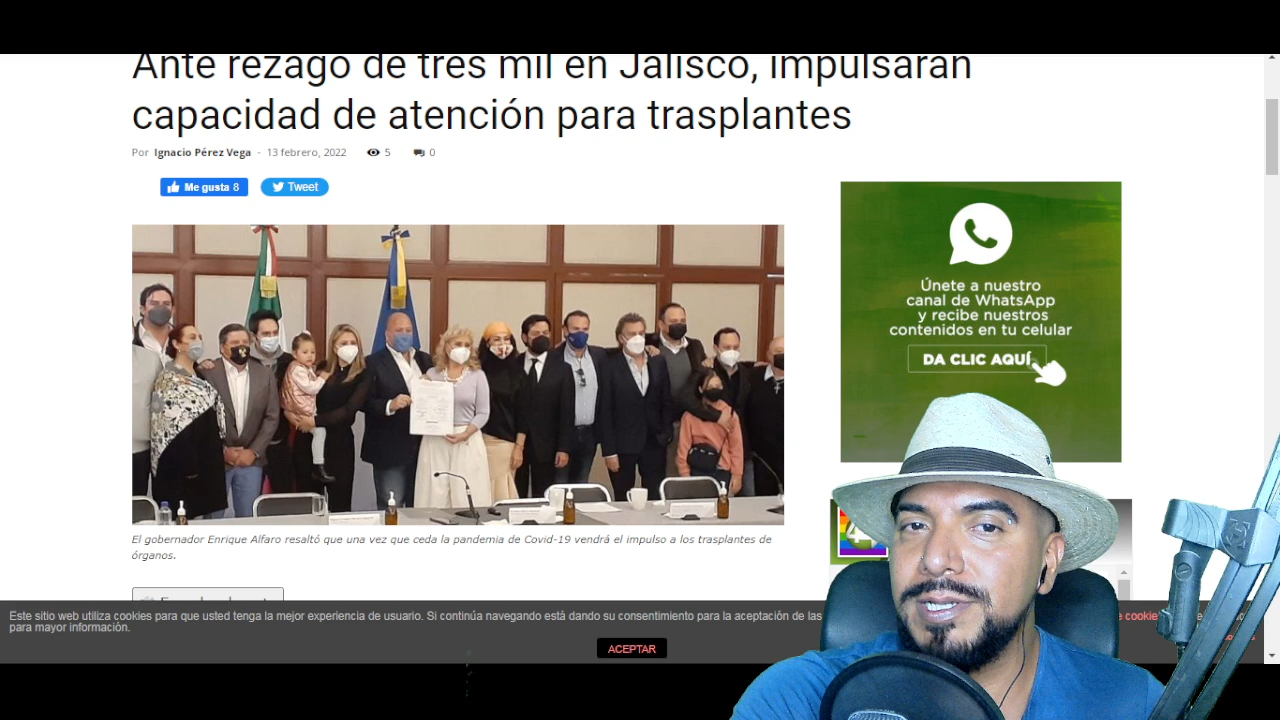 Ante rezago de tres mil en Jalisco, impulsarán
capacidad de atención para trasplantes
Por Ignacio Pérez Vega - 13 febrero, 2022 5 0
Me gusta 8 Tweet
Únete a nuestro
canal de WhatsApp
y recibe nuestros
contenidos en tu celular
DA CLIC AQUÍ
El gobernador Enrique Alfaro resaltó que una vez que ceda la pandemia de Covid-19 vendrá el impulso a los trasplantes de
órganos.
Este sitio web utiliza cookies para que usted tenga la mejor experiencia de usuario. Si continúa navegando está dando su consentimiento para la aceptación de las
para mayor información.
ACEPTAR